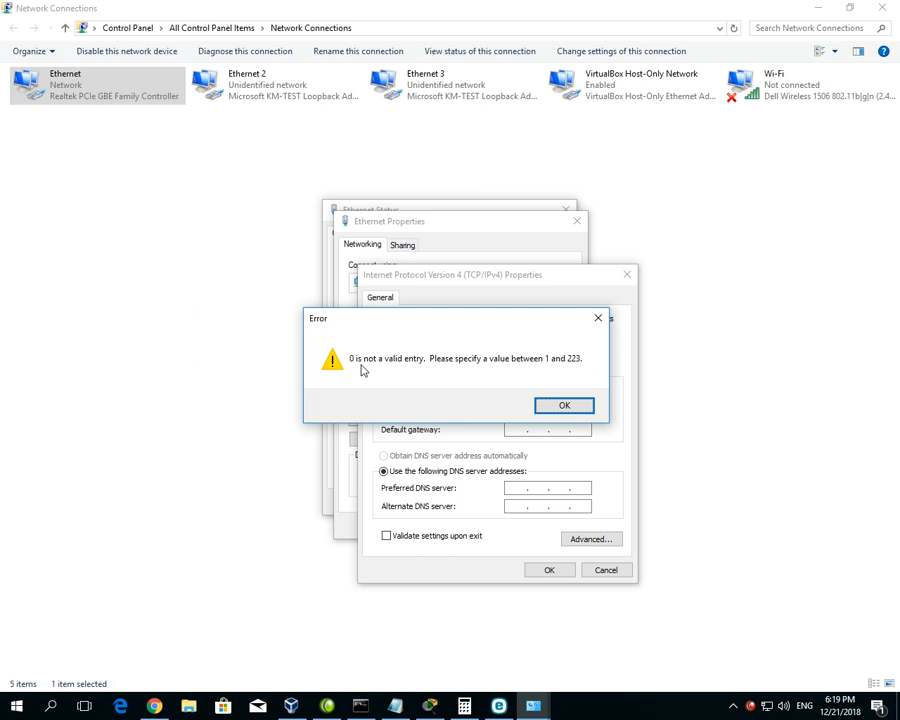 Network Connections
Control Panel › All Control Panel Items › Network Connections
Search Network Connections
Organize Disable this network device Diagnose this connection Rename this connection View status of this connection Change settings of this connection
Ethernet
Network
Realtek PCIe GBE Family Controller
Ethernet 2
Unidentified network
Microsoft KM-TEST Loopback Ad...
Ethernet 3
Unidentified network
Microsoft KM-TEST Loopback Ad...
VirtualBox Host-Only Network
Enabled
VirtualBox Host-Only Ethernet Ad...
Wi-Fi
Not connected
Dell Wireless 1506 802.11b|g|n (2.4...
Ethernet Status
Ethernet Properties
Networking Sharing
Internet Protocol Version 4 (TCP/IPv4) Properties
General
Error
0 is not a valid entry. Please specify a value between 1 and 223.
OK
Default gateway: . . .
Obtain DNS server address automatically
Use the following DNS server addresses:
Preferred DNS server: . . .
Alternate DNS server: . . .
Validate settings upon exit
Advanced...
OK Cancel
5 items 1 item selected
ENG
6:19 PM
12/21/2018
1